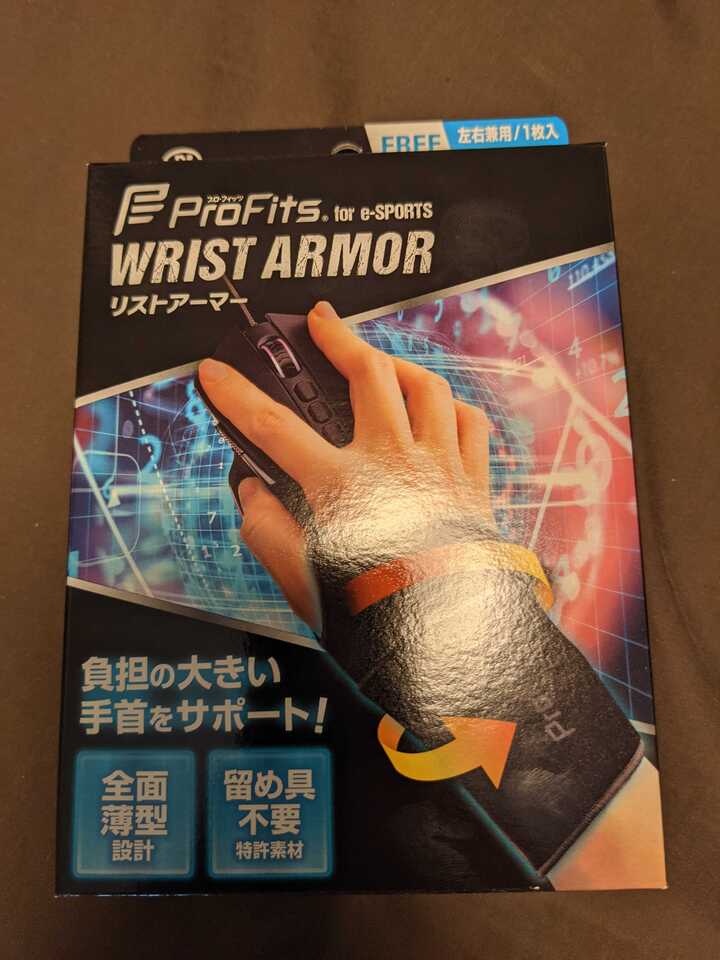 FREE
左右兼用/1枚入
プロ・フィッツ
ProFits® for e-SPORTS
WRIST ARMOR
リストアーマー
負担の大きい
手首をサポート!
全面
薄型
設計
留め具
不要
特許素材